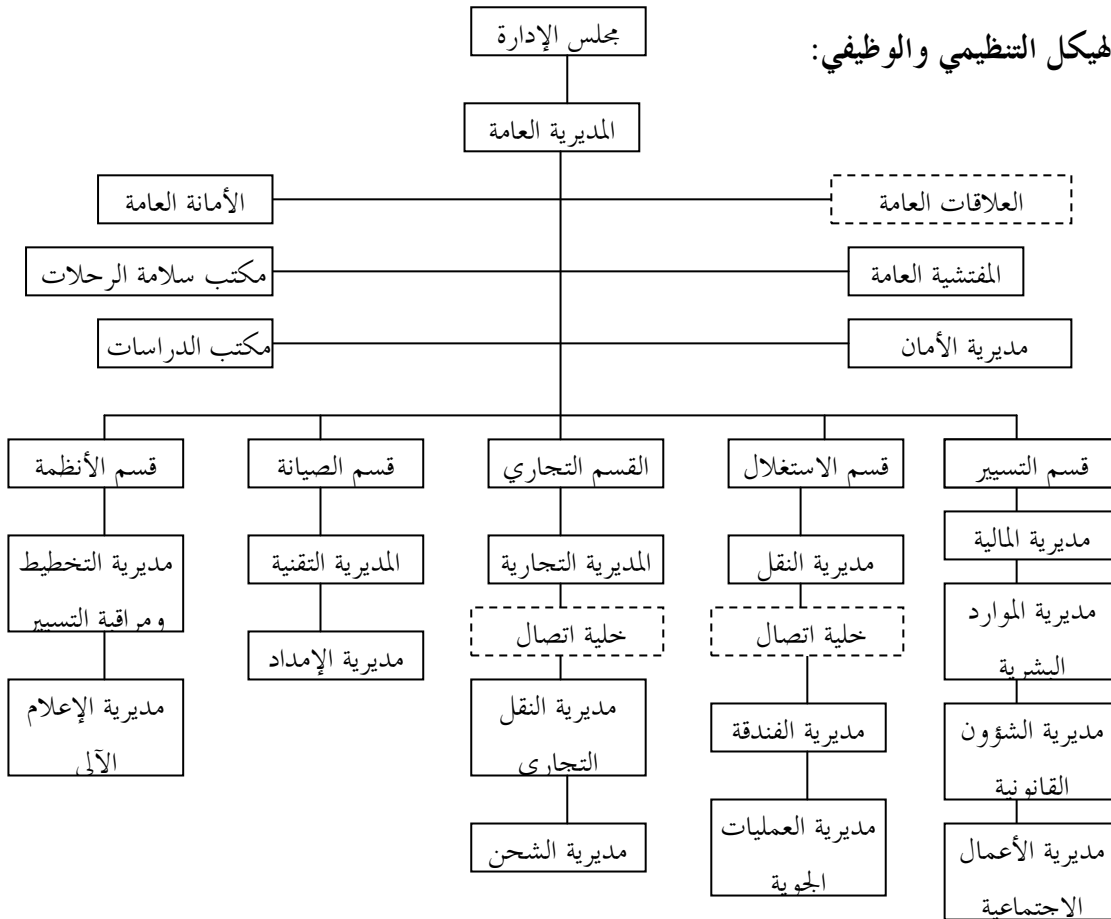 لهيكل التنظيمي والوظيفي:
مجلس الإدارة
المديرية العامة
العلاقات العامة
الأمانة العامة
المفتشية العامة
مكتب سلامة الرحلات
مديرية الأمان
مكتب الدراسات
قسم التسيير
قسم الاستغلال
القسم التجاري
قسم الصيانة
قسم الأنظمة
مديرية المالية
مديرية الموارد
البشرية
مديرية الشؤون
القانونية
مديرية الأعمال
الاجتماعية
مديرية النقل
خلية اتصال
مديرية الفندقة
مديرية العمليات
الجوية
المديرية التجارية
خلية اتصال
مديرية النقل
التجاري
مديرية الشحن
المديرية التقنية
مديرية الإمداد
مديرية التخطيط
ومراقبة التسيير
مديرية الإعلام
الآلي